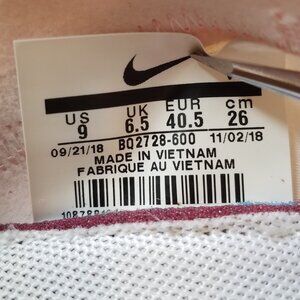 US UK EUR cm
9 6.5 40.5 26
09/21/18 BQ2728-600 11/02/18
MADE IN VIETNAM
FABRIQUE AU VIETNAM